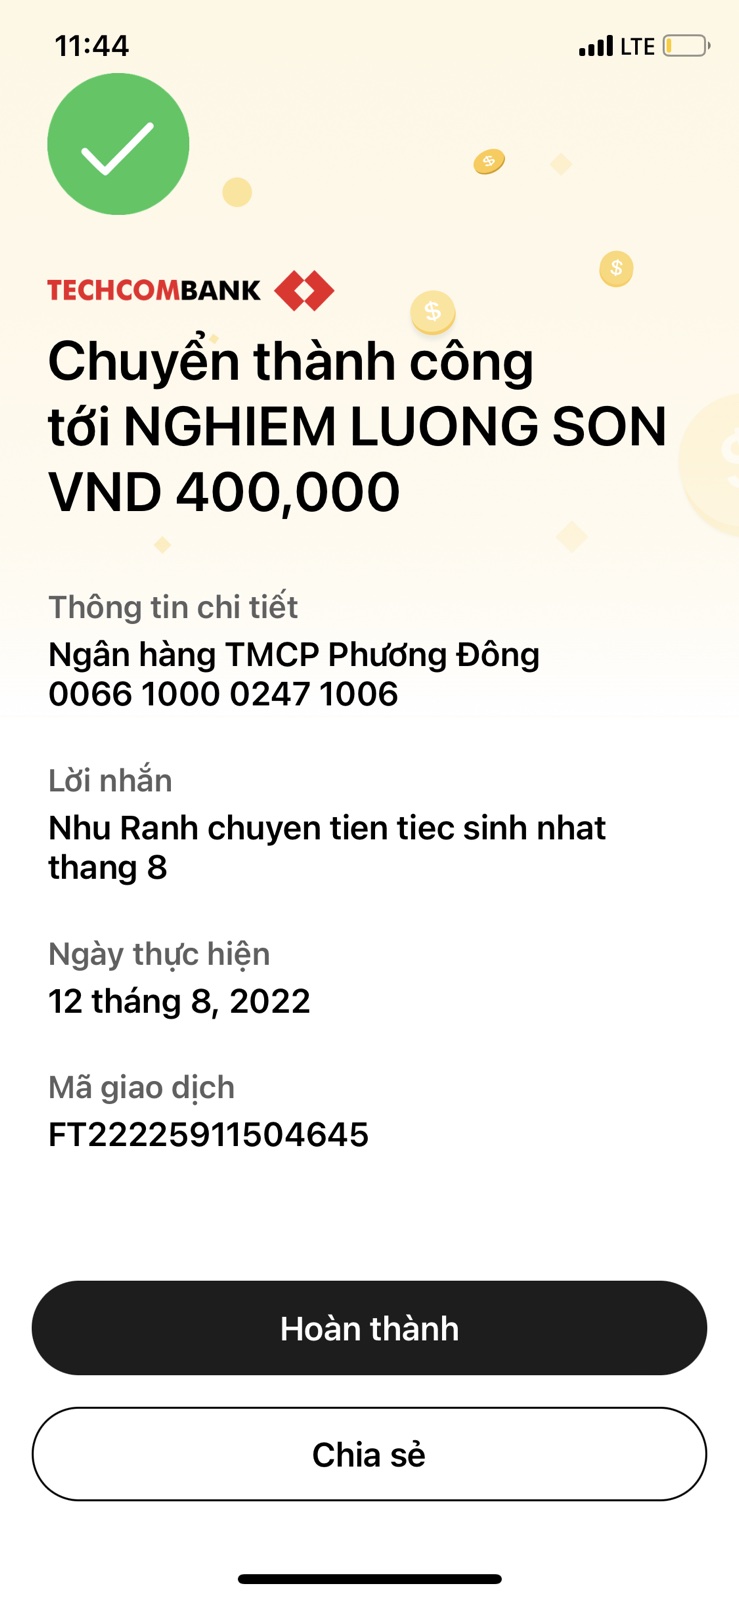 11:44
LTE
TECHCOMBANK
Chuyển thành công
tới NGHIEM LUONG SON
VND 400,000
Thông tin chi tiết
Ngân hàng TMCP Phương Đông
0066 1000 0247 1006
Lời nhắn
Nhu Ranh chuyen tien tiec sinh nhat
thang 8
Ngày thực hiện
12 tháng 8, 2022
Mã giao dịch
FT22225911504645
Hoàn thành
Chia sẻ